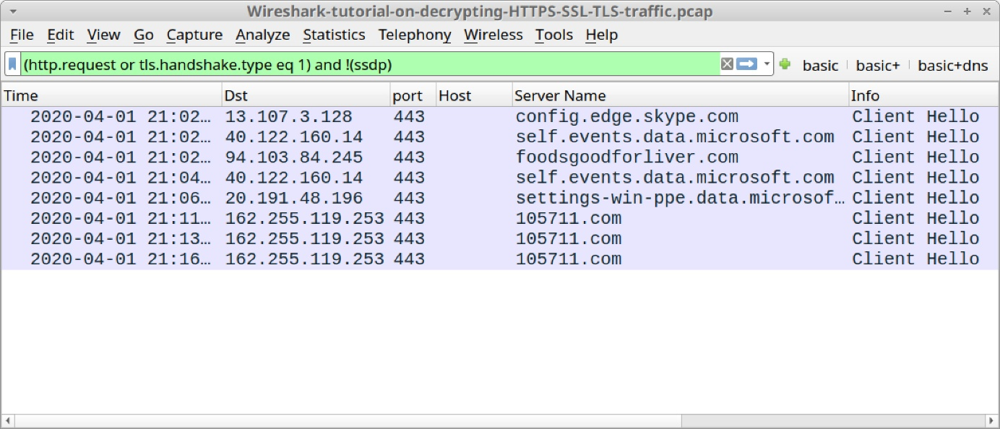 Wireshark-tutorial-on-decrypting-HTTPS-SSL-TLS-traffic.pcap
File Edit View Go Capture Analyze Statistics Telephony Wireless Tools Help
(http.request or tls.handshake.type eq 1) and !(ssdp) basic basic+ basic+dns
Time Dst port Host Server Name Info
2020-04-01 21:02… 13.107.3.128 443 config.edge.skype.com Client Hello
2020-04-01 21:02… 40.122.160.14 443 self.events.data.microsoft.com Client Hello
2020-04-01 21:02… 94.103.84.245 443 foodsgoodforliver.com Client Hello
2020-04-01 21:04… 40.122.160.14 443 self.events.data.microsoft.com Client Hello
2020-04-01 21:06… 20.191.48.196 443 settings-win-ppe.data.microsof… Client Hello
2020-04-01 21:11… 162.255.119.253 443 105711.com Client Hello
2020-04-01 21:13… 162.255.119.253 443 105711.com Client Hello
2020-04-01 21:16… 162.255.119.253 443 105711.com Client Hello